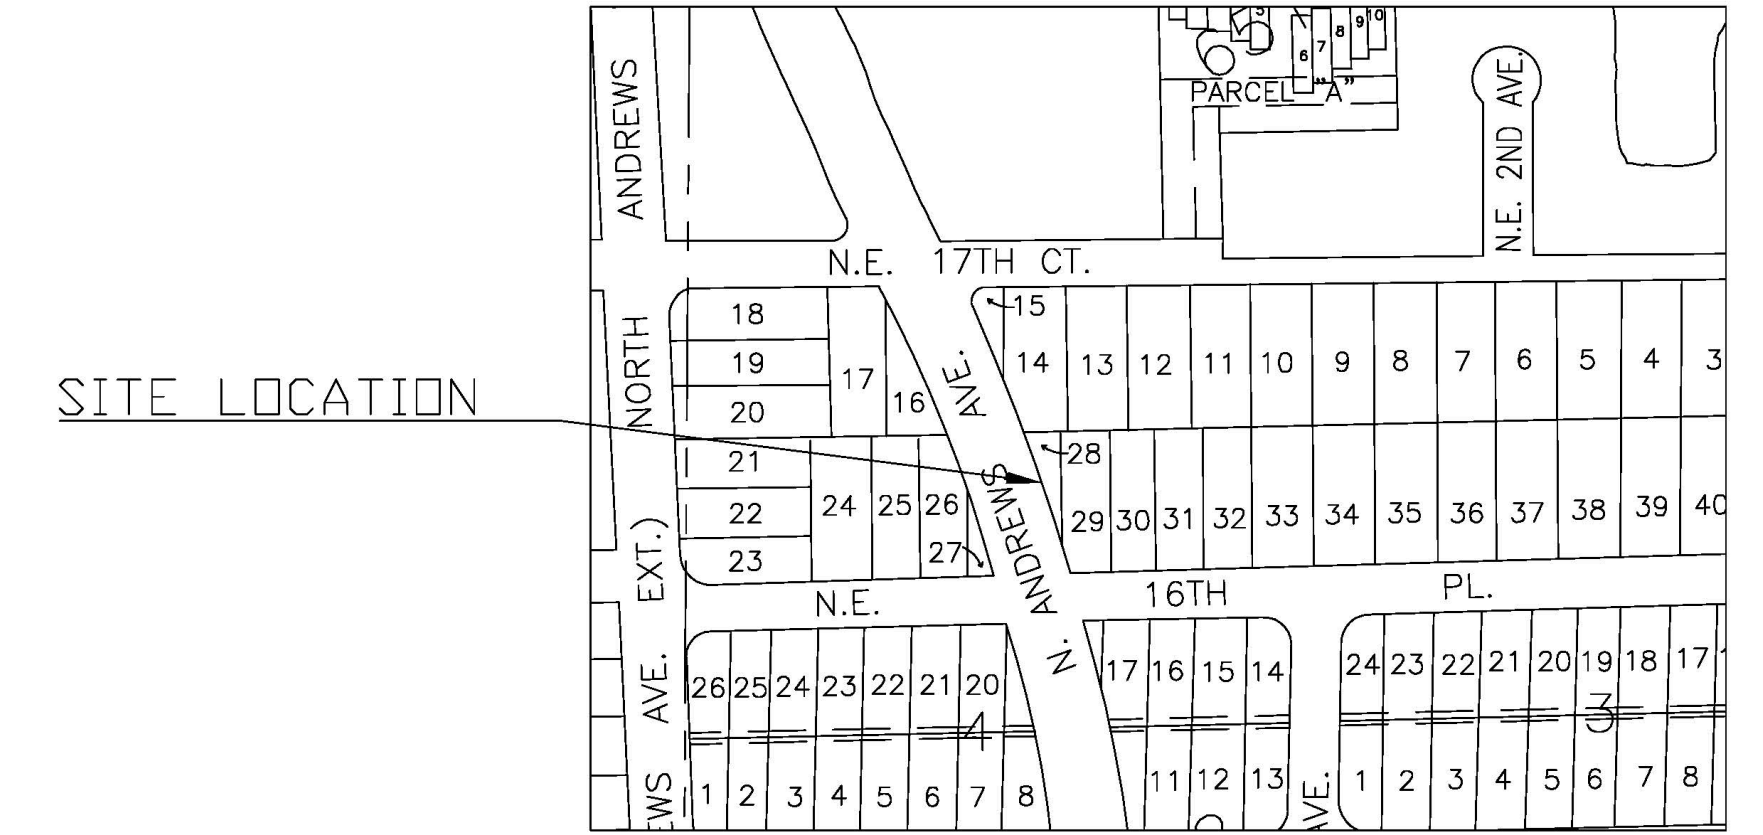 5
6 7 8 9 10
PARCEL "A"
ANDREWS
N.E. 2ND AVE.
N.E. 17TH CT.
18
19
20
17
16
15
14 13 12 11 10 9 8 7 6 5 4 3
NORTH
AVE.
SITE LOCATION
21
22
23
24 25 26
27
28
29 30 31 32 33 34 35 36 37 38 39 40
N. ANDREWS
EXT.)
N.E. 16TH PL.
AVE.
26 25 24 23 22 21 20
17 16 15 14
24 23 22 21 20 19 18 17
4
3
EWS
1 2 3 4 5 6 7 8
11 12 13
AVE.
1 2 3 4 5 6 7 8